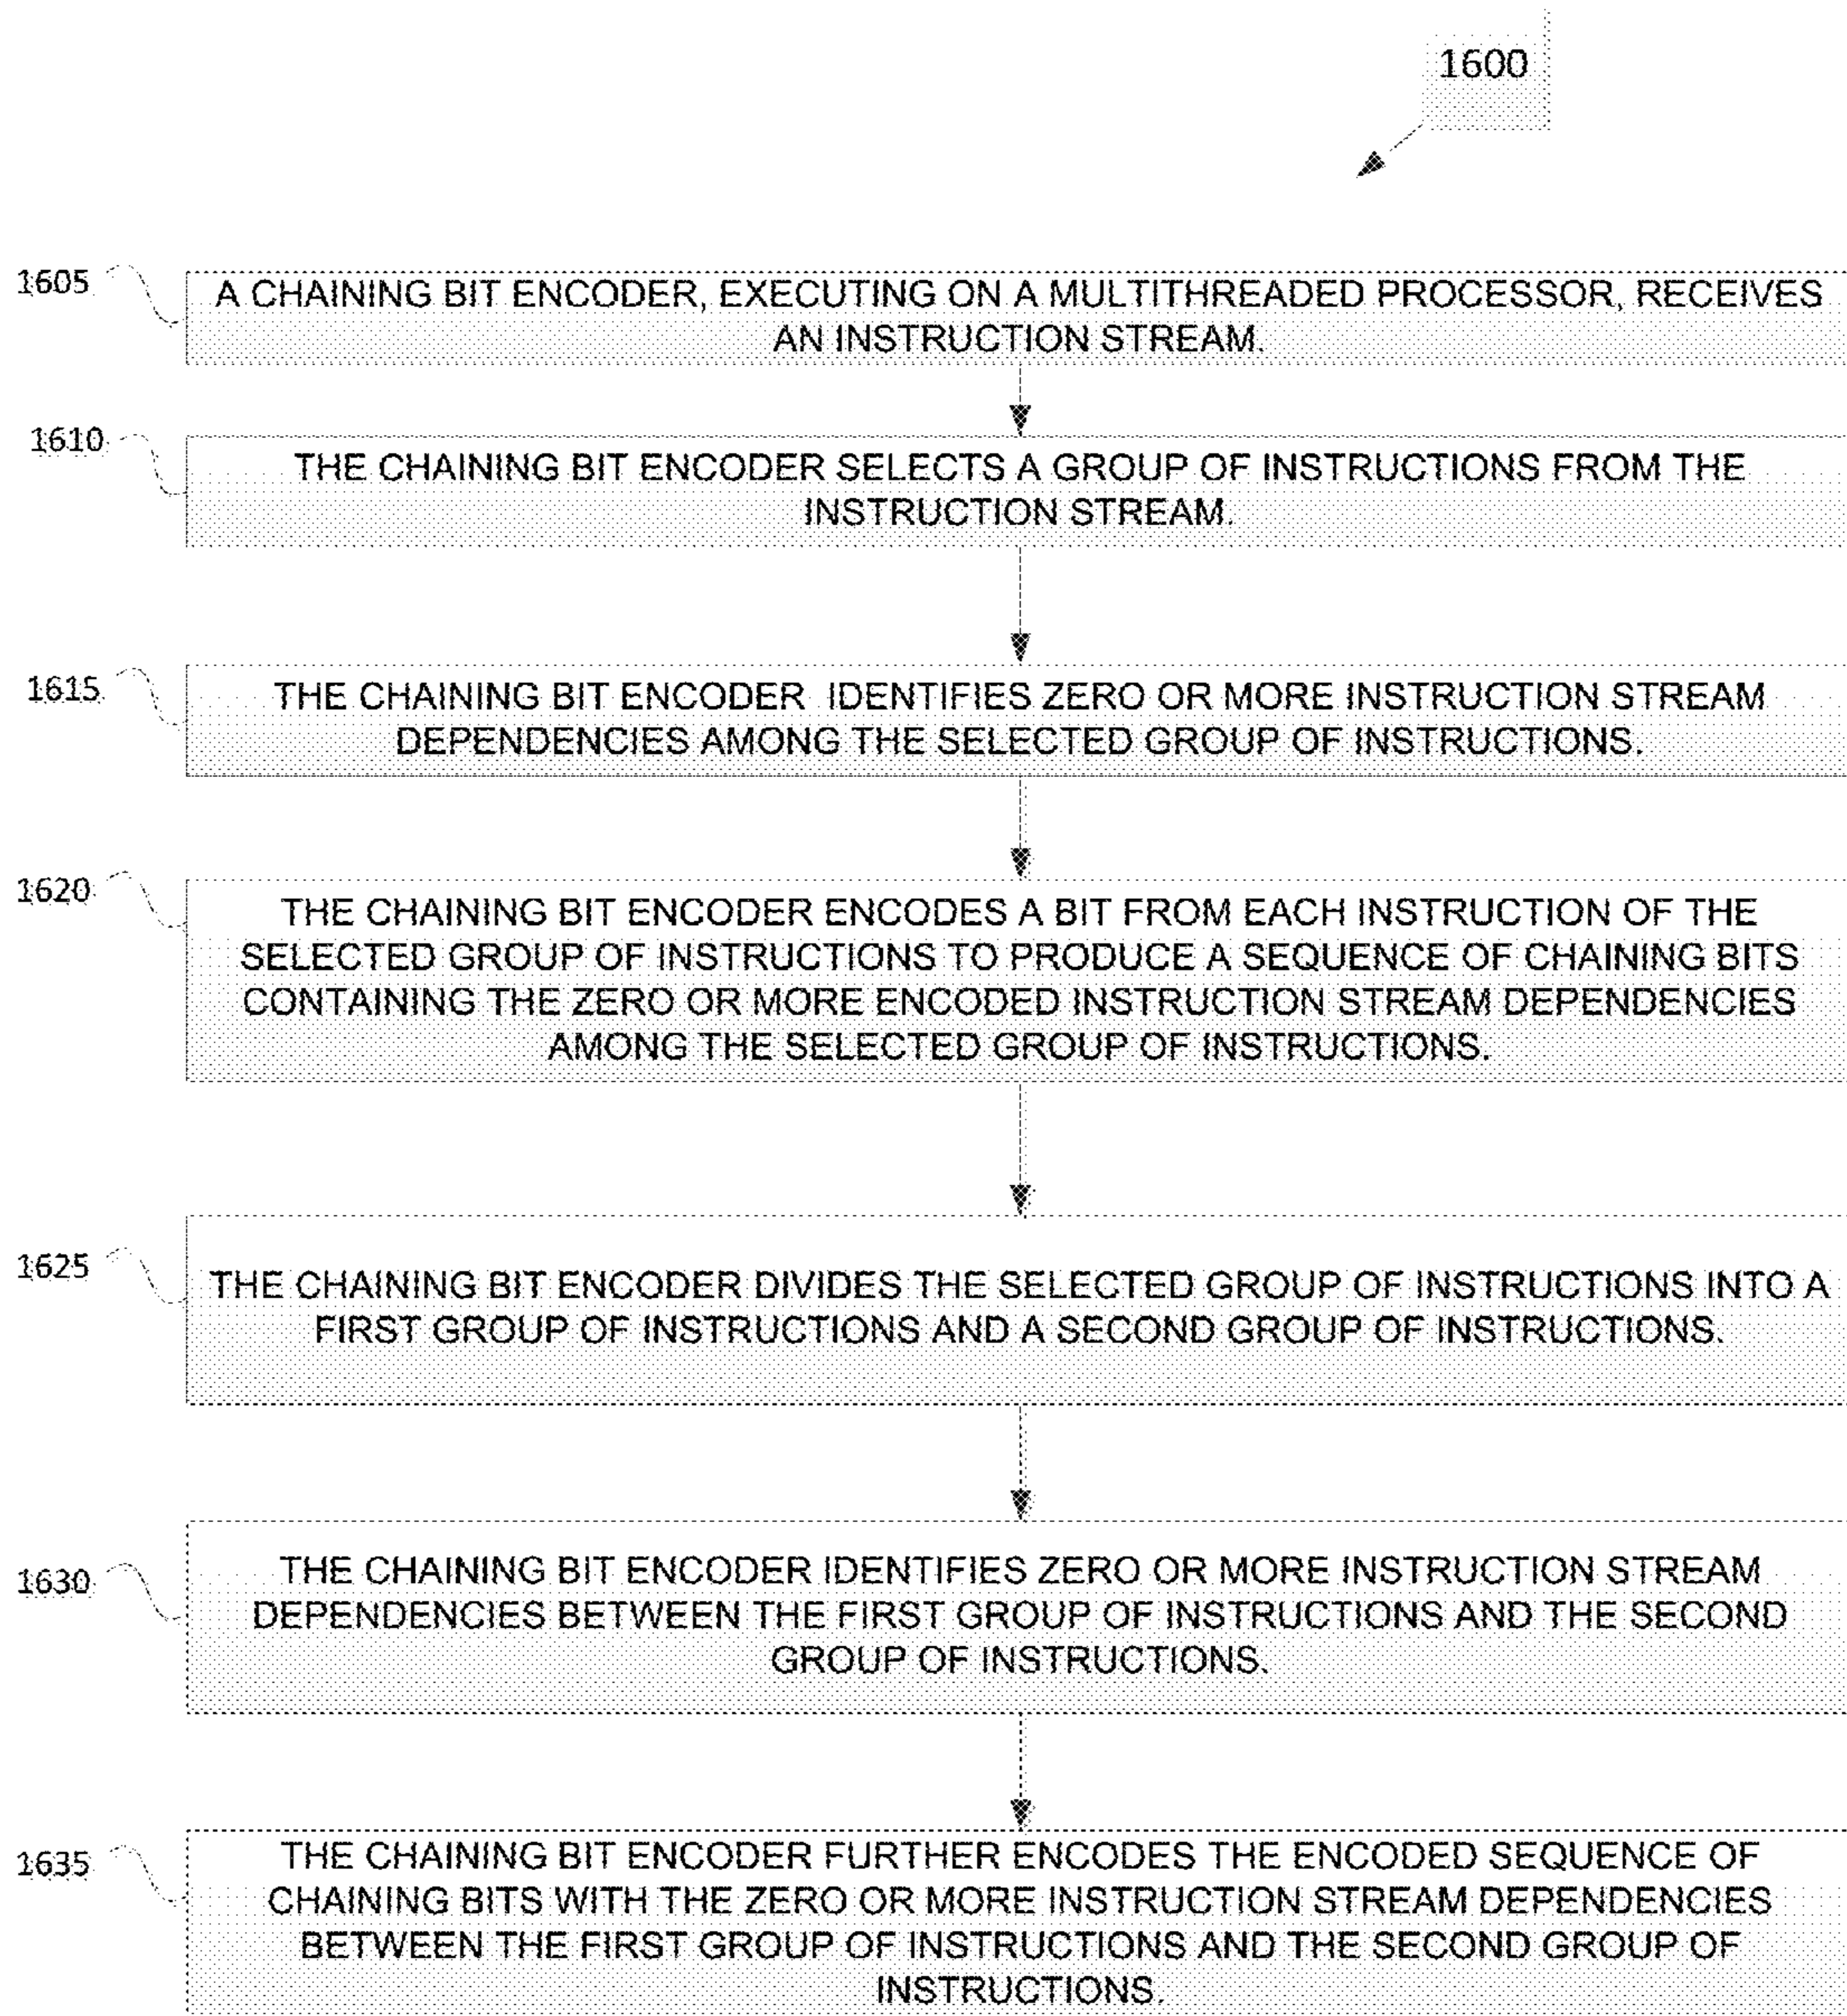 1600
1605
A CHAINING BIT ENCODER, EXECUTING ON A MULTITHREADED PROCESSOR, RECEIVES
AN INSTRUCTION STREAM.
1610
THE CHAINING BIT ENCODER SELECTS A GROUP OF INSTRUCTIONS FROM THE
INSTRUCTION STREAM.
1615
THE CHAINING BIT ENCODER IDENTIFIES ZERO OR MORE INSTRUCTION STREAM
DEPENDENCIES AMONG THE SELECTED GROUP OF INSTRUCTIONS.
1620
THE CHAINING BIT ENCODER ENCODES A BIT FROM EACH INSTRUCTION OF THE
SELECTED GROUP OF INSTRUCTIONS TO PRODUCE A SEQUENCE OF CHAINING BITS
CONTAINING THE ZERO OR MORE ENCODED INSTRUCTION STREAM DEPENDENCIES
AMONG THE SELECTED GROUP OF INSTRUCTIONS.
1625
THE CHAINING BIT ENCODER DIVIDES THE SELECTED GROUP OF INSTRUCTIONS INTO A
FIRST GROUP OF INSTRUCTIONS AND A SECOND GROUP OF INSTRUCTIONS.
1630
THE CHAINING BIT ENCODER IDENTIFIES ZERO OR MORE INSTRUCTION STREAM
DEPENDENCIES BETWEEN THE FIRST GROUP OF INSTRUCTIONS AND THE SECOND
GROUP OF INSTRUCTIONS.
1635
THE CHAINING BIT ENCODER FURTHER ENCODES THE ENCODED SEQUENCE OF
CHAINING BITS WITH THE ZERO OR MORE INSTRUCTION STREAM DEPENDENCIES
BETWEEN THE FIRST GROUP OF INSTRUCTIONS AND THE SECOND GROUP OF
INSTRUCTIONS.